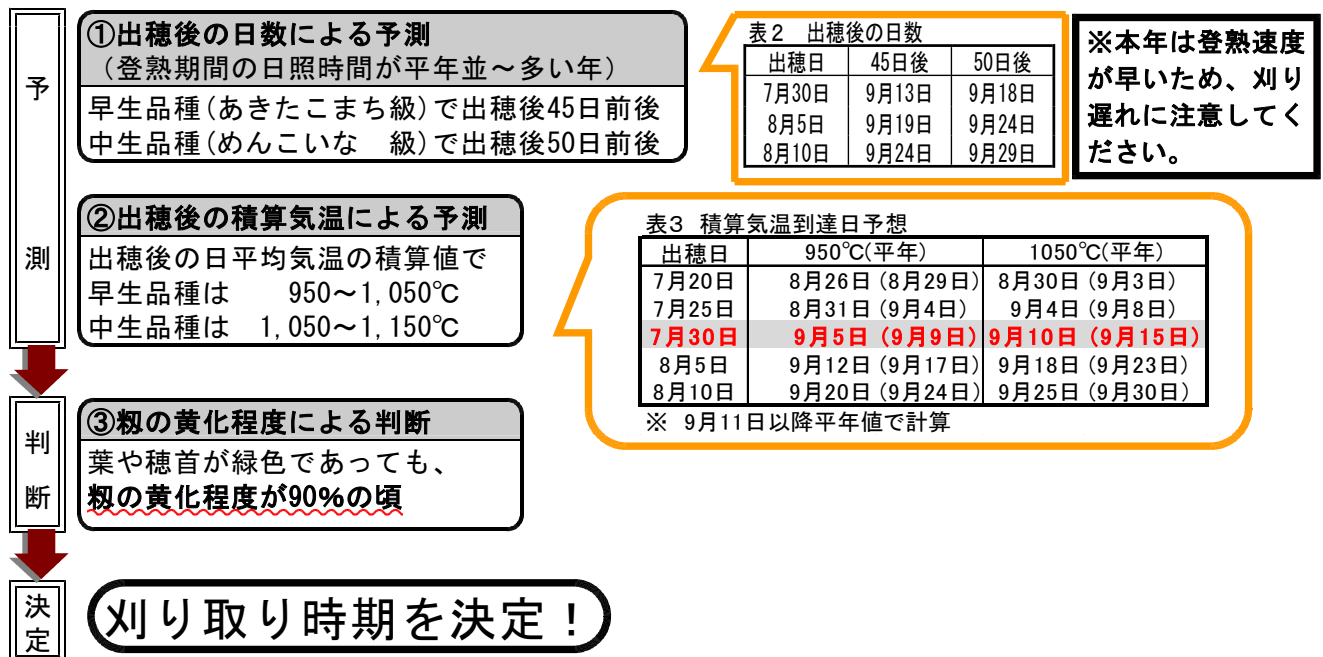 予測
①出穂後の日数による予測
(登熟期間の日照時間が平年並～多い年)
早生品種(あきたこまち級)で出穂後45日前後
中生品種(めんこいな 級)で出穂後50日前後
表2 出穂後の日数
出穂日 45日後 50日後
7月30日 9月13日 9月18日
8月5日 9月19日 9月24日
8月10日 9月24日 9月29日
※本年は登熟速度
が早いため、刈り
遅れに注意してく
ださい。
②出穂後の積算気温による予測
出穂後の日平均気温の積算値で
早生品種は 950～1,050℃
中生品種は 1,050～1,150℃
表3 積算気温到達日予想
出穂日 950℃(平年) 1050℃(平年)
7月20日 8月26日(8月29日) 8月30日(9月3日)
7月25日 8月31日(9月4日) 9月4日(9月8日)
7月30日 9月5日(9月9日) 9月10日(9月15日)
8月5日 9月12日(9月17日) 9月18日(9月23日)
8月10日 9月20日(9月24日) 9月25日(9月30日)
※ 9月11日以降平年値で計算
判断
③籾の黄化程度による判断
葉や穂首が緑色であっても、
籾の黄化程度が90%の頃
決定
刈り取り時期を決定!